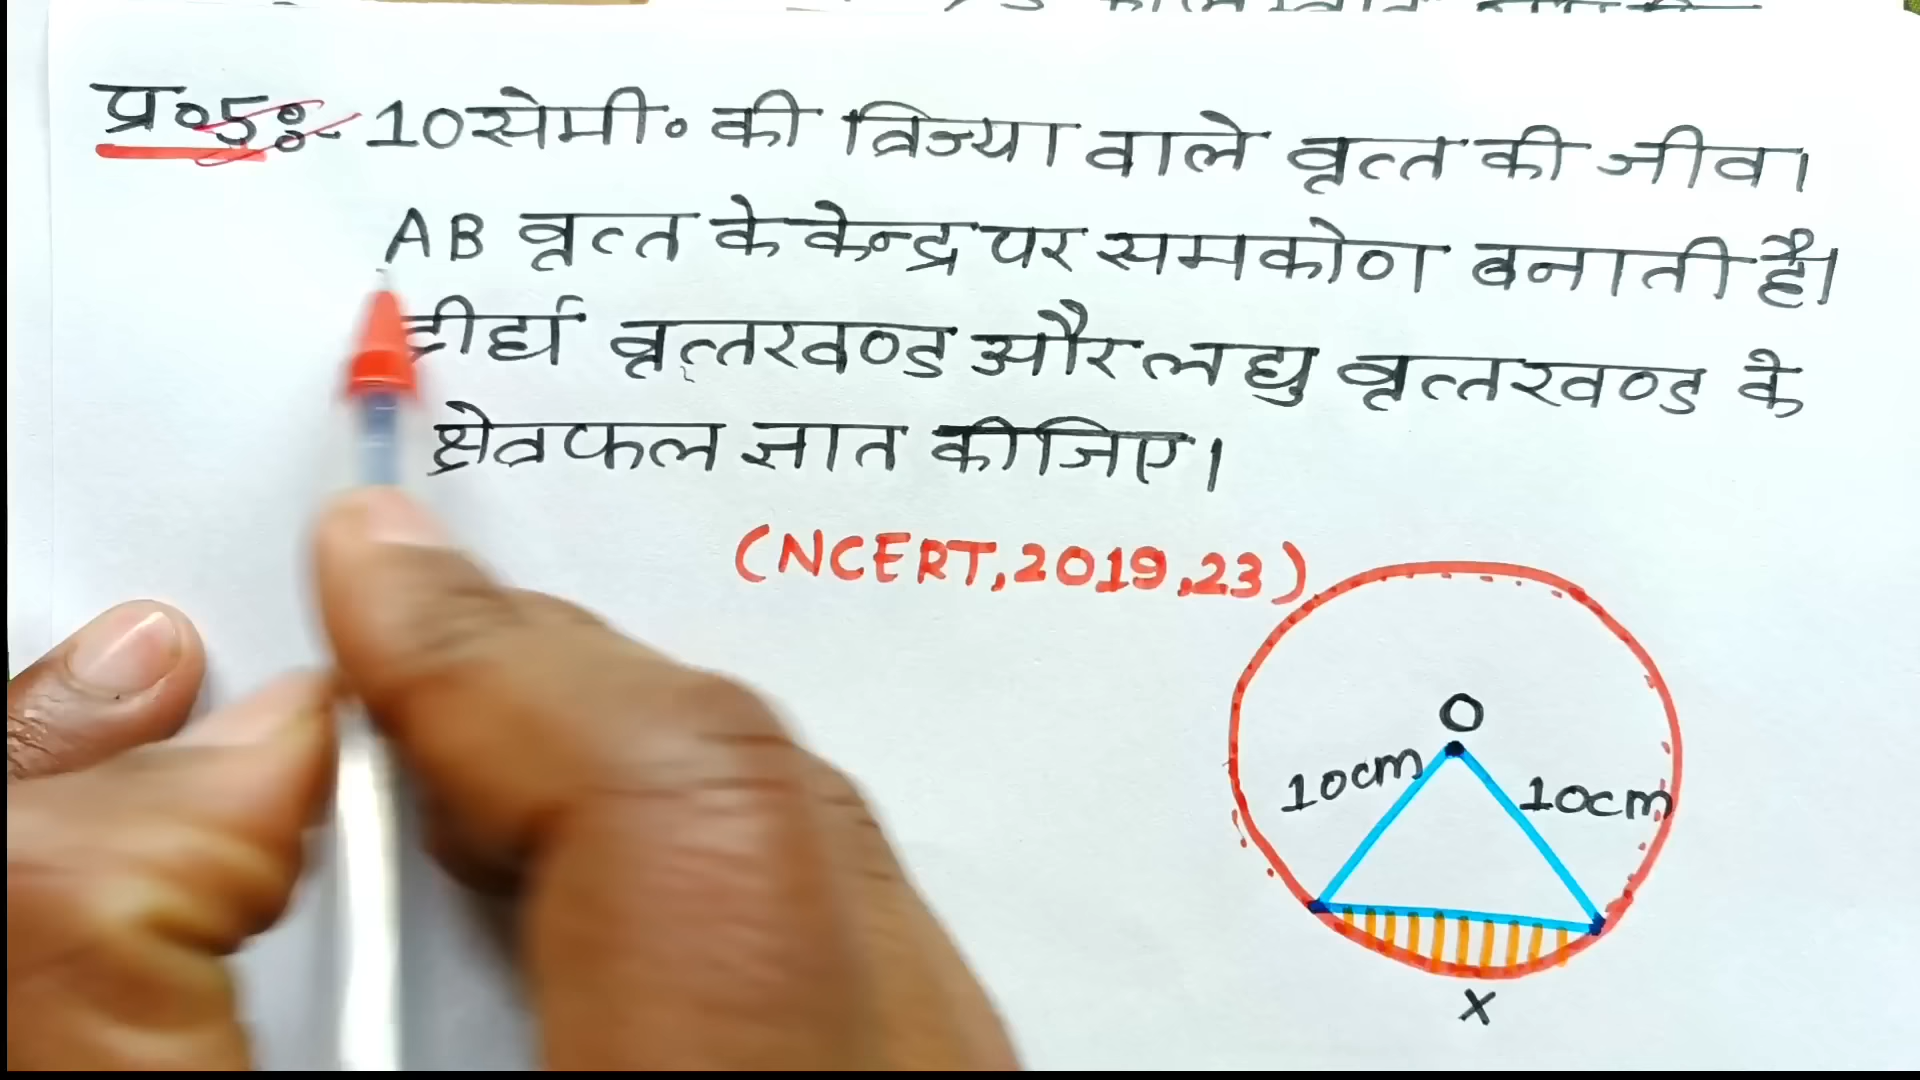 प्र०5:- 10सेमी० की त्रिज्या वाले वृत्त की जीवा
AB वृत्त के केन्द्र पर समकोण बनाती है।
दीर्घ वृत्तखण्ड और लघु वृत्तखण्ड के
क्षेत्रफल ज्ञात कीजिए।
(NCERT,2019,23)
O
10cm 10cm
X